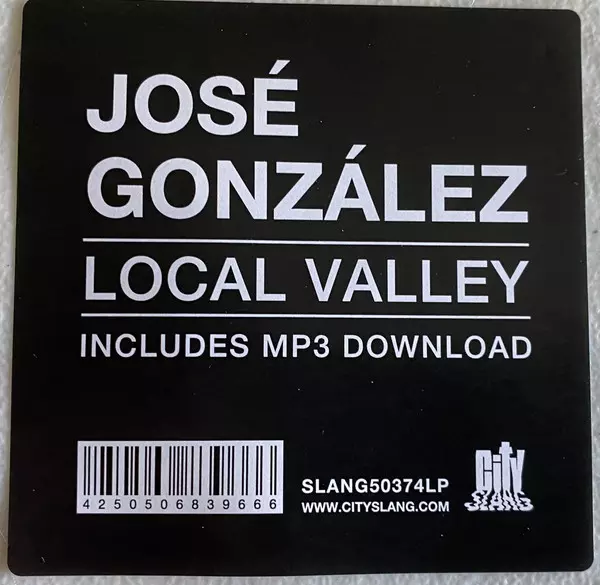 JOSÉ
GONZÁLEZ
LOCAL VALLEY
INCLUDES MP3 DOWNLOAD
4250506839666
SLANG50374LP
WWW.CITYSLANG.COM
City
SLANG